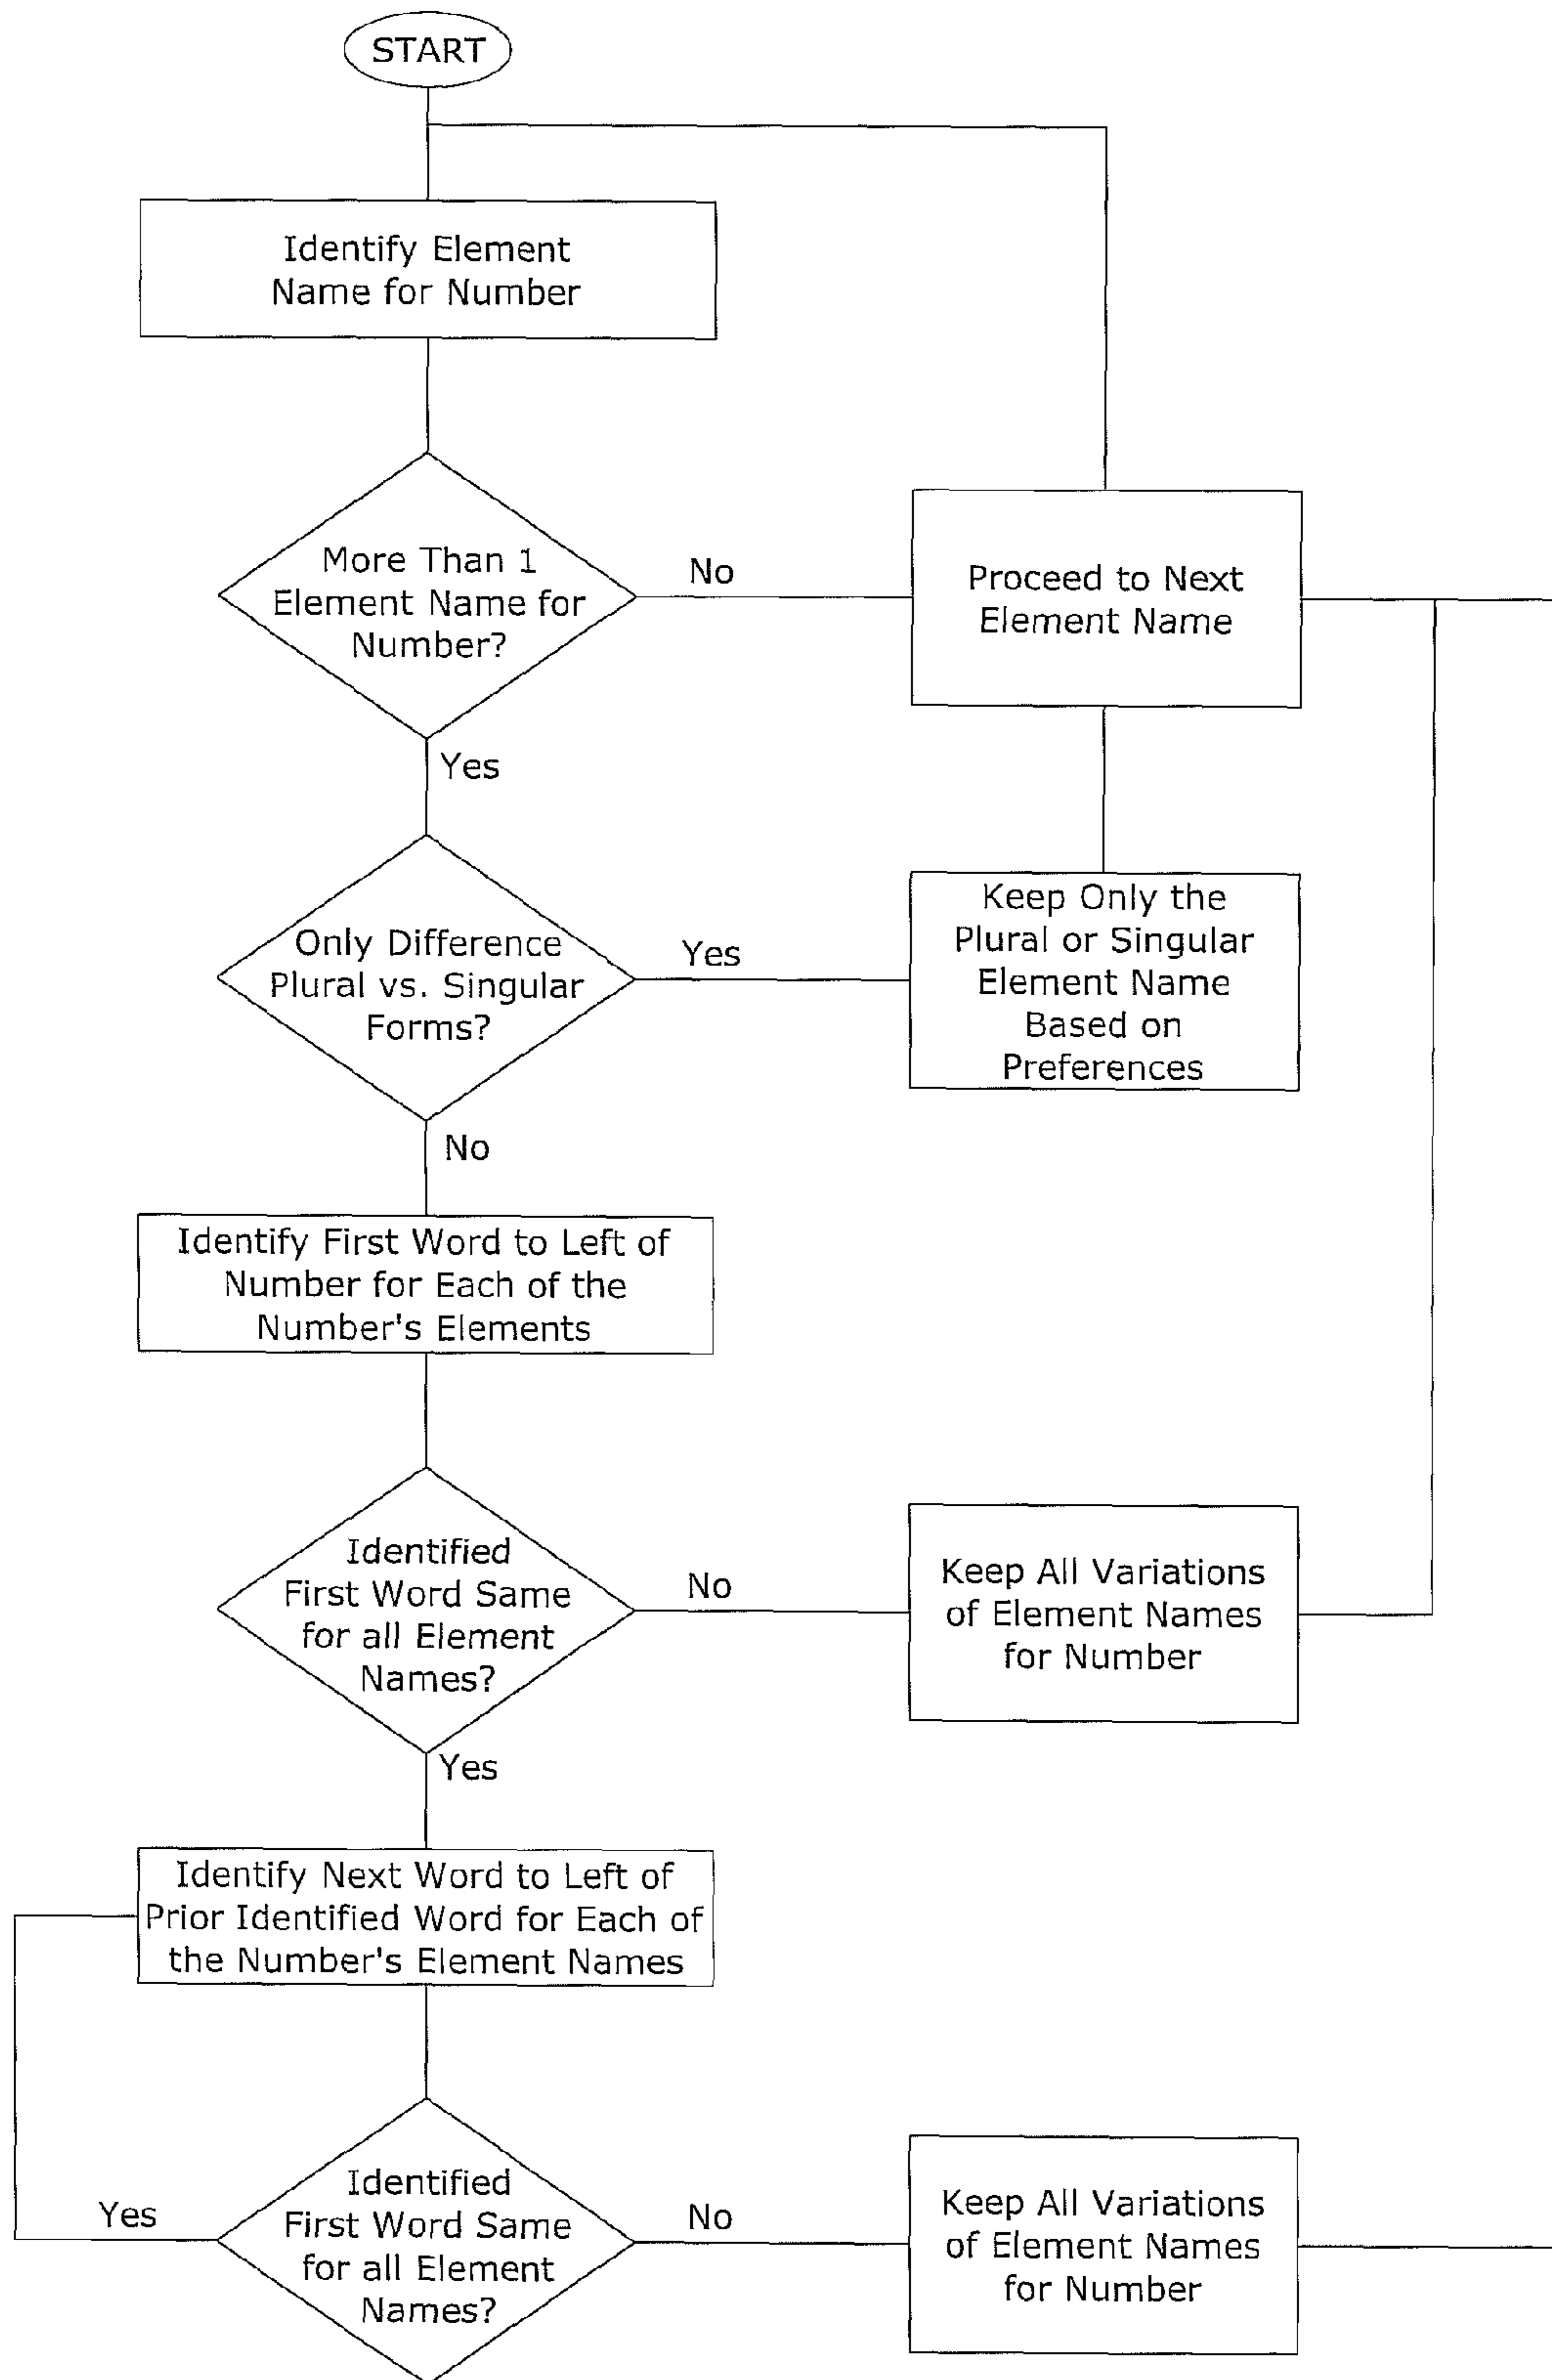 START
Identify Element
Name for Number
More Than 1
Element Name for
Number?
No
Proceed to Next
Element Name
Yes
Only Difference
Plural vs. Singular
Forms?
Yes
Keep Only the
Plural or Singular
Element Name
Based on
Preferences
No
Identify First Word to Left of
Number for Each of the
Number's Elements
Identified
First Word Same
for all Element
Names?
No
Keep All Variations
of Element Names
for Number
Yes
Identify Next Word to Left of
Prior Identified Word for Each of
the Number's Element Names
Yes
Identified
First Word Same
for all Element
Names?
No
Keep All Variations
of Element Names
for Number